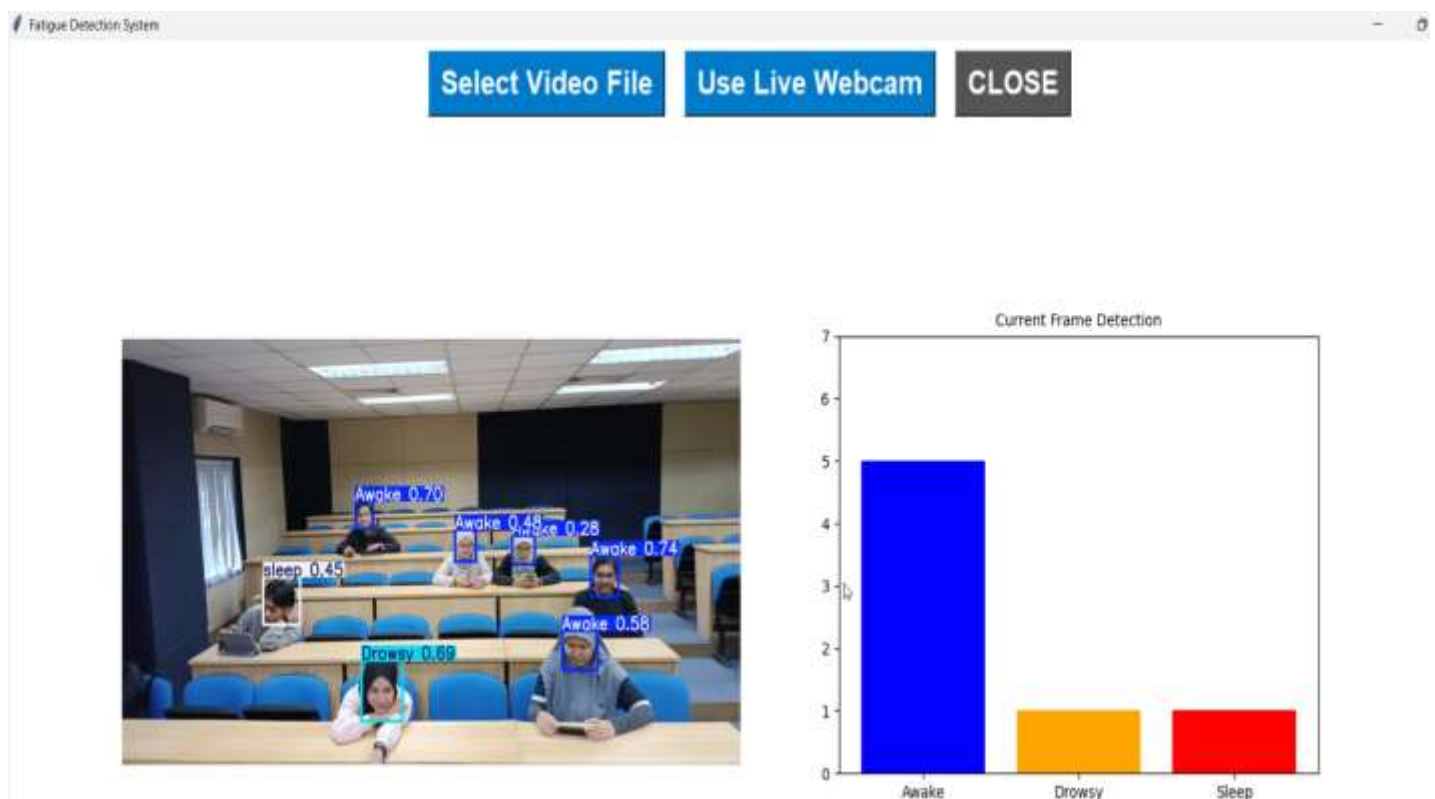 Fatigue Detection System
Select Video File Use Live Webcam CLOSE
Awake 0.70
Awake 0.48
Awake 0.28
Awake 0.74
sleep 0.45
Awake 0.58
Drowsy 0.69
Current Frame Detection
7
6
5
4
3
2
1
0
Awake Drowsy Sleep